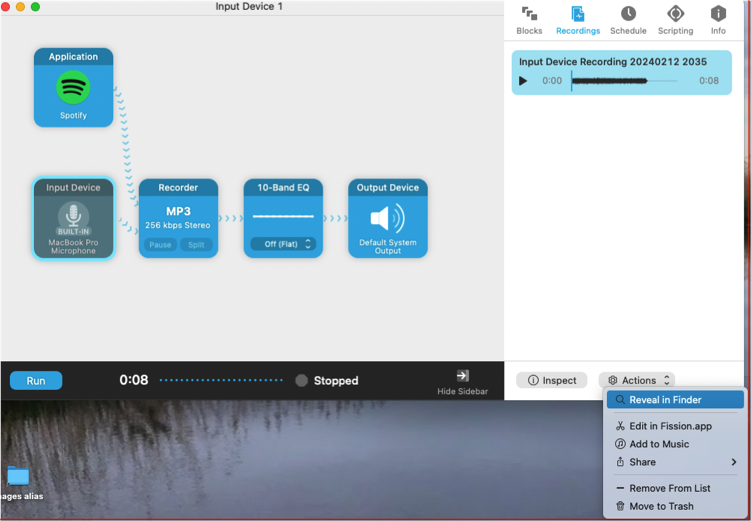 Input Device 1
Application
Spotify
Input Device
BUILT-IN
MacBook Pro
Microphone
Recorder
MP3
256 kbps Stereo
Pause
Split
10-Band EQ
Off (Flat)
Output Device
Default System
Output
Run
0:08
Stopped
Hide Sidebar
Blocks
Recordings
Schedule
Scripting
Info
Input Device Recording 20240212 2035
0:00
0:08
Inspect
Actions
Reveal in Finder
Edit in Fission.app
Add to Music
Share
Remove From List
Move to Trash
ages alias